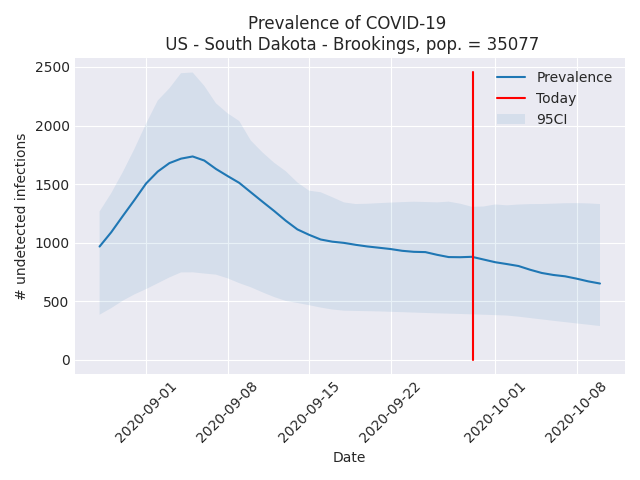 Prevalence of COVID-19
US - South Dakota - Brookings, pop. = 35077
2500
2000
1500
1000
500
0
# undetected infections
Prevalence
Today
95CI
2020-09-01
2020-09-08
2020-09-15
2020-09-22
2020-10-01
2020-10-08
Date